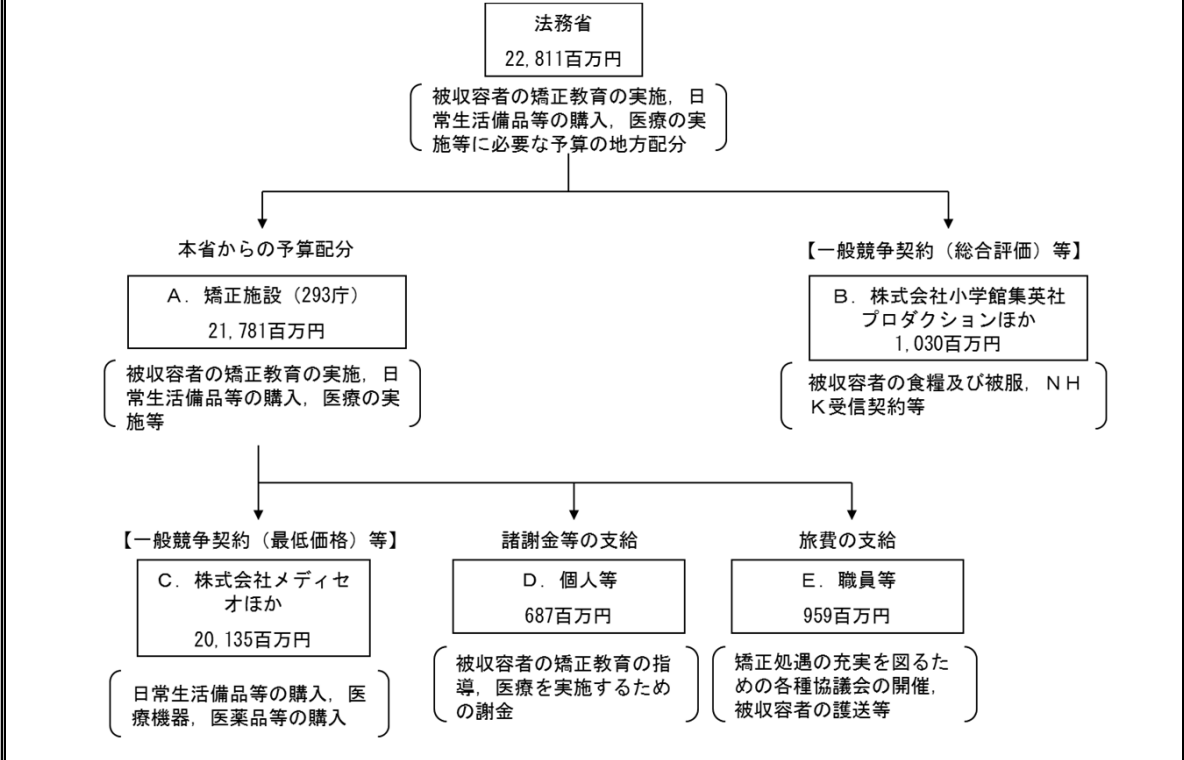 法務省
22,811百万円
被収容者の矯正教育の実施，日
常生活備品等の購入，医療の実
施等に必要な予算の地方配分
本省からの予算配分
A．矯正施設（293庁）
21,781百万円
被収容者の矯正教育の実施，日
常生活備品等の購入，医療の実
施等
【一般競争契約（総合評価）等】
B．株式会社小学館集英社
プロダクションほか
1,030百万円
被収容者の食糧及び被服，ＮＨ
Ｋ受信契約等
【一般競争契約（最低価格）等】
C．株式会社メディセ
オほか
20,135百万円
日常生活備品等の購入，医
療機器，医薬品等の購入
諸謝金等の支給
D．個人等
687百万円
被収容者の矯正教育の指
導，医療を実施するため
の謝金
旅費の支給
E．職員等
959百万円
矯正処遇の充実を図るた
めの各種協議会の開催，
被収容者の護送等